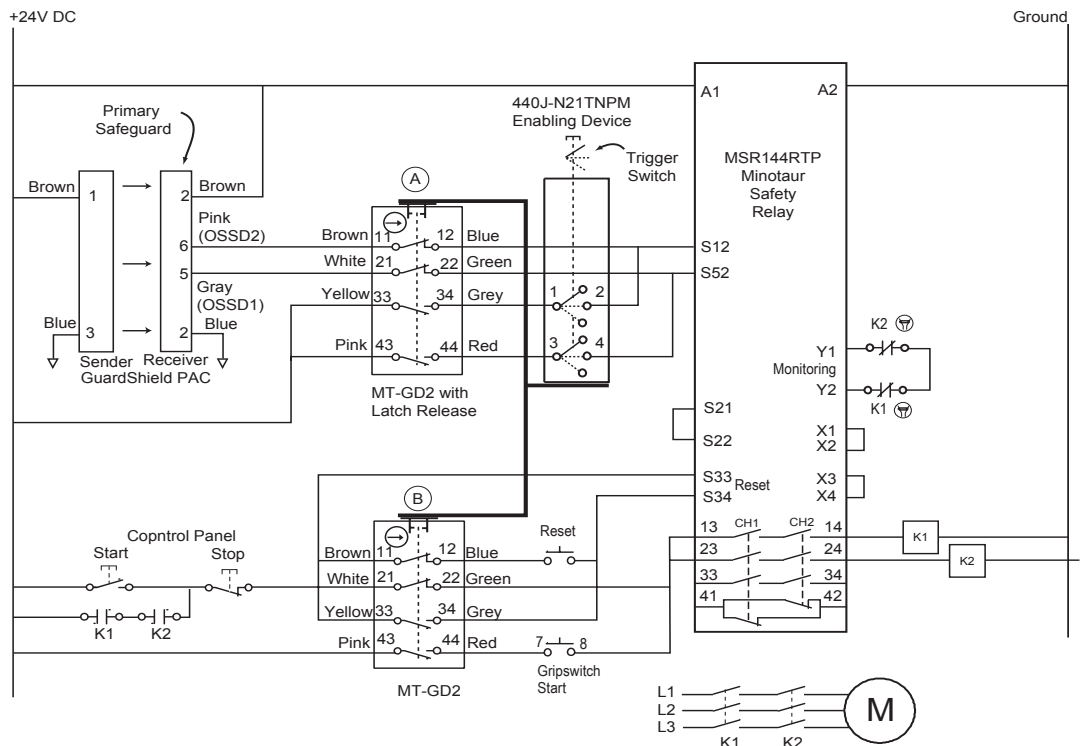 +24V DC
Ground
A1
A2
440J-N21TNPM
Enabling Device
Primary
Safeguard
Trigger
Switch
MSR144RTP
Minotaur
Safety
Relay
Brown
1
2
Brown
A
Pink
(OSSD2)
6
Brown
11
12
Blue
S12
White
21
22
Green
S52
5
Gray
(OSSD1)
Yellow
33
34
Grey
1
2
Blue
3
2
Blue
Pink
43
44
Red
3
4
Sender
Receiver
GuardShield PAC
MT-GD2 with
Latch Release
K2
Y1
Monitoring
Y2
K1
S21
S22
X1
X2
S33
Reset
S34
X3
X4
B
13
CH1
CH2
14
K1
23
24
K2
33
34
41
42
Copntrol Panel
Start
Stop
Reset
Brown
11
12
Blue
White
21
22
Green
K1
K2
Yellow
33
34
Grey
Pink
43
44
Red
7
8
Gripswitch
Start
MT-GD2
L1
L2
L3
K1
K2
M